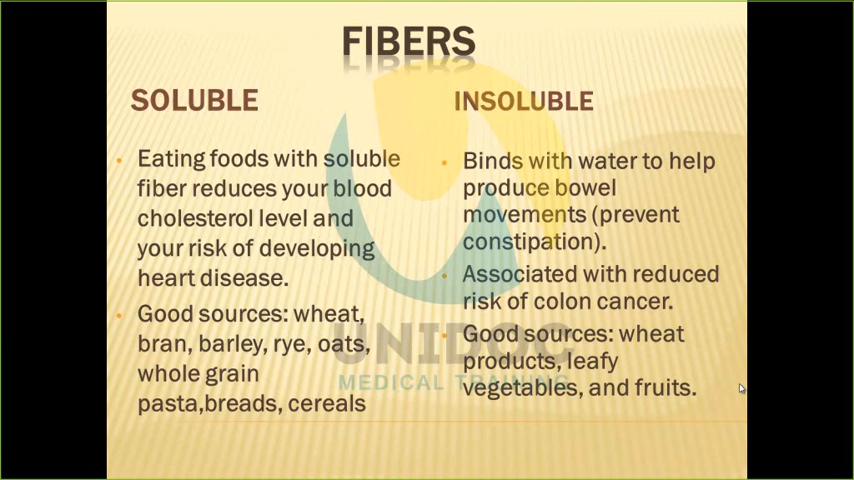 FIBERS
SOLUBLE
• Eating foods with soluble
fiber reduces your blood
cholesterol level and
your risk of developing
heart disease.
• Good sources: wheat,
bran, barley, rye, oats,
whole grain
pasta,breads, cereals
INSOLUBLE
• Binds with water to help
produce bowel
movements (prevent
constipation).
• Associated with reduced
risk of colon cancer.
• Good sources: wheat
products, leafy
vegetables, and fruits.
UNIDOC
MEDICAL TRAINING